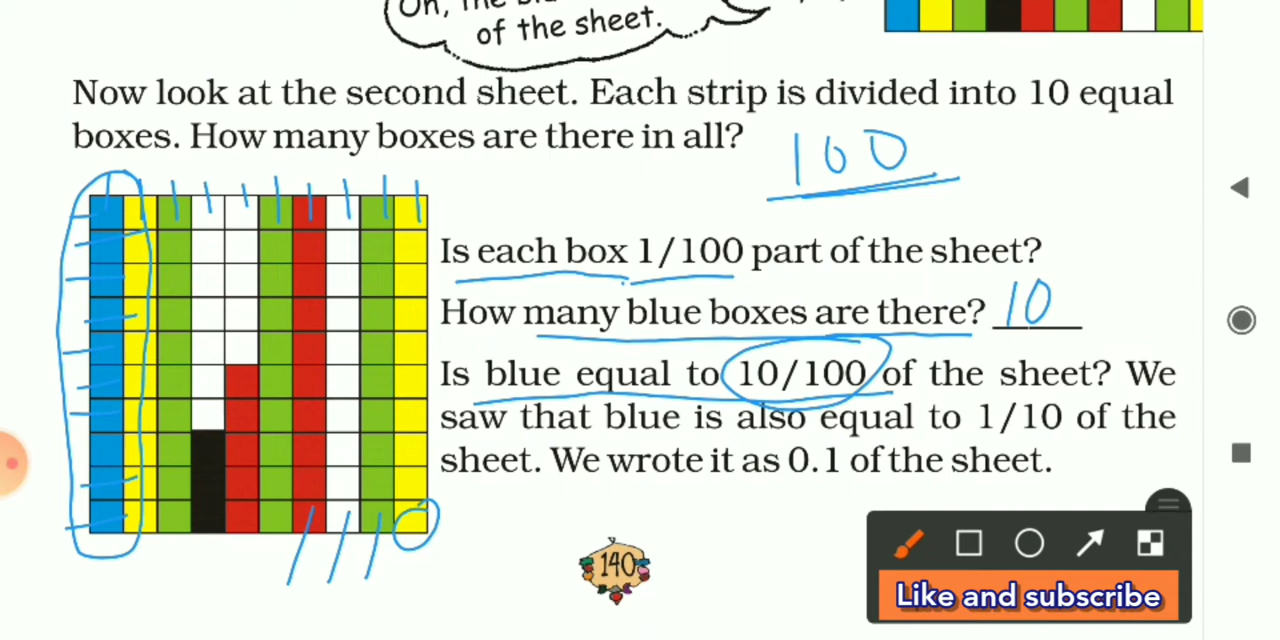 Oh, the
of the sheet.
Now look at the second sheet. Each strip is divided into 10 equal
boxes. How many boxes are there in all?
100
Is each box 1/100 part of the sheet?
How many blue boxes are there? 10
Is blue equal to 10/100 of the sheet? We
saw that blue is also equal to 1/10 of the
sheet. We wrote it as 0.1 of the sheet.
140
Like and subscribe